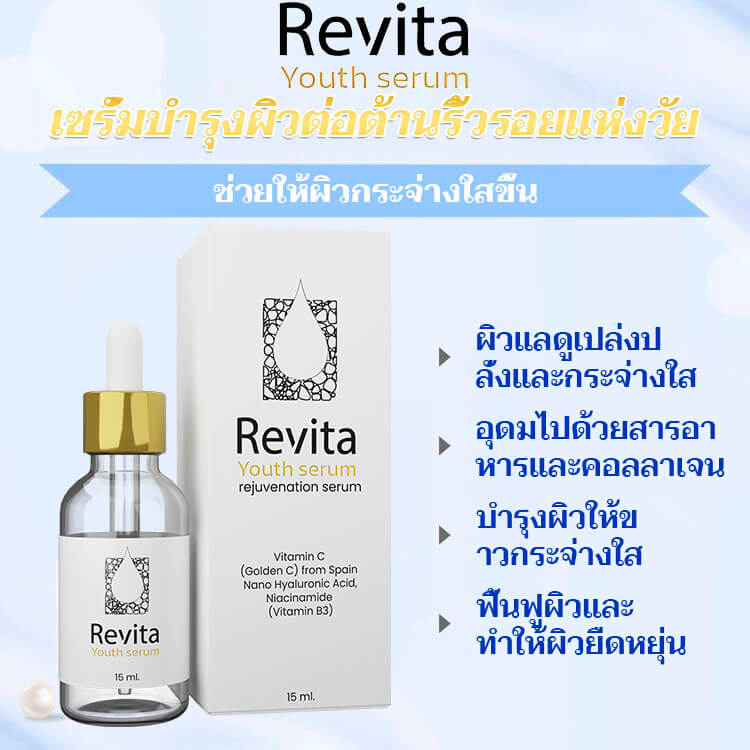 Revita
Youth serum
เซรั่มบำรุงผิวต่อต้านริ้วรอยแห่งวัย
ช่วยให้ผิวกระจ่างใสขึ้น
ผิวแลดูเปล่งป
ลั่งและกระจ่างใส
อุดมไปด้วยสารอา
หารและคอลลาเจน
บำรุงผิวให้ข
าวกระจ่างใส
ฟื้นฟูผิวและ
ทำให้ผิวยืดหยุ่น
Revita
Youth serum
rejuvenation serum
Vitamin C
(Golden C) from Spain
Nano Hyaluronic Acid,
Niacinamide
(Vitamin B3)
15 ml.
Revita
Youth serum
15 ml.